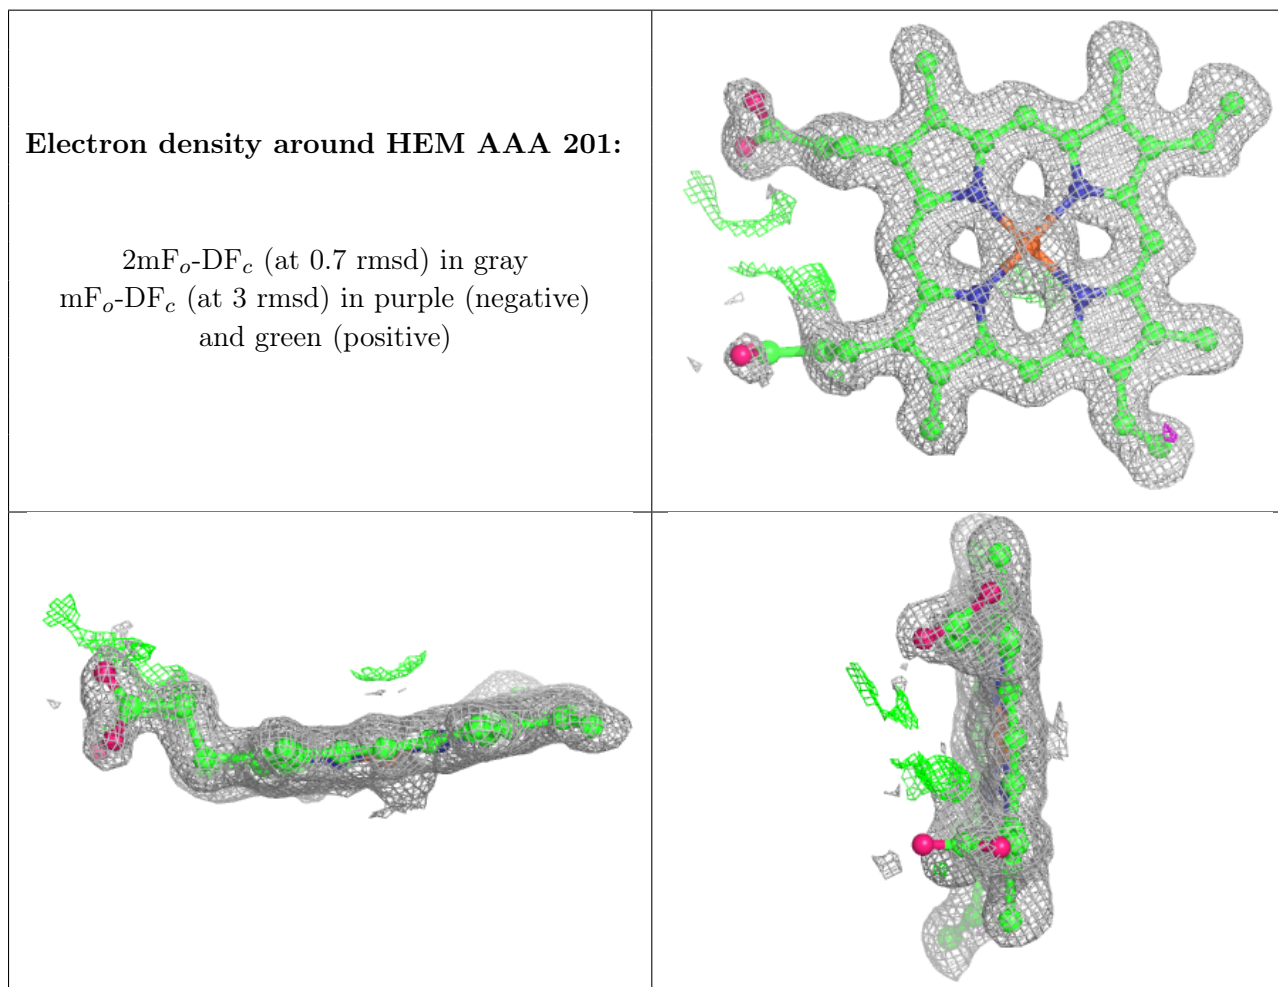 Electron density around HEM AAA 201:
2mFo-DFc (at 0.7 rmsd) in gray
mFo-DFc (at 3 rmsd) in purple (negative)
and green (positive)